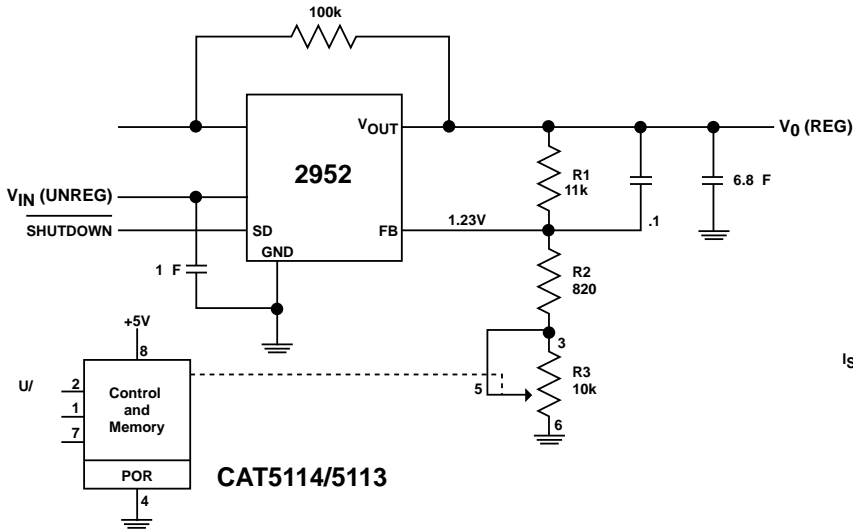 100k
VOUT
V0 (REG)
2952
R1
11k
6.8 F
VIN (UNREG)
1.23V
SHUTDOWN
SD
FB
.1
GND
R2
820
1 F
+5V
3
8
IS
R3
10k
U/
2
Control
and
Memory
5
1
7
6
POR
CAT5114/5113
4